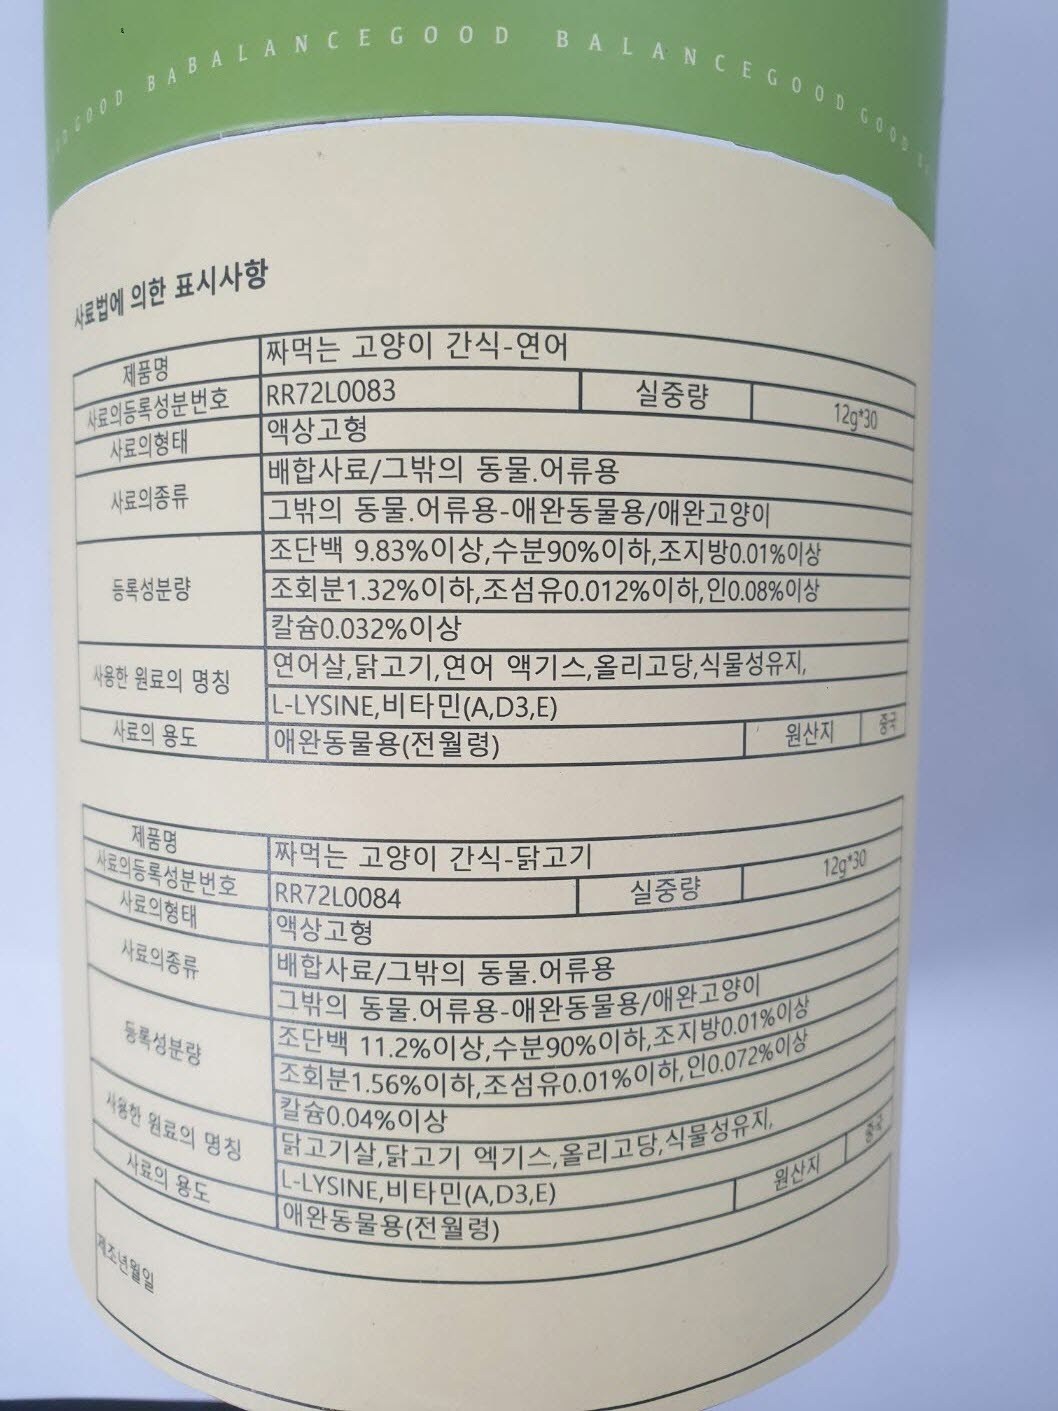 BABALANCEGOOD BALANCEGOOD
사료법에 의한 표시사항
제품명 짜먹는 고양이 간식-연어
사료의등록성분번호 RR72L0083 실중량 12g*30
사료의형태 액상고형
사료의종류 배합사료/그밖의 동물.어류용
그밖의 동물.어류용-애완동물용/애완고양이
등록성분량 조단백 9.83%이상,수분90%이하,조지방0.01%이상
조회분1.32%이하,조섬유0.012%이하,인0.08%이상
칼슘0.032%이상
사용한 원료의 명칭 연어살,닭고기,연어 액기스,올리고당,식물성유지,
L-LYSINE,비타민(A,D3,E)
사료의 용도 애완동물용(전월령) 원산지 중국
제품명 짜먹는 고양이 간식-닭고기
사료의등록성분번호 RR72L0084 실중량 12g*30
사료의형태 액상고형
사료의종류 배합사료/그밖의 동물.어류용
그밖의 동물.어류용-애완동물용/애완고양이
등록성분량 조단백 11.2%이상,수분90%이하,조지방0.01%이상
조회분1.56%이하,조섬유0.01%이하,인0.072%이상
칼슘0.04%이상
사용한 원료의 명칭 닭고기살,닭고기 엑기스,올리고당,식물성유지,
L-LYSINE,비타민(A,D3,E)
사료의 용도 애완동물용(전월령) 원산지 중국
제조년월일